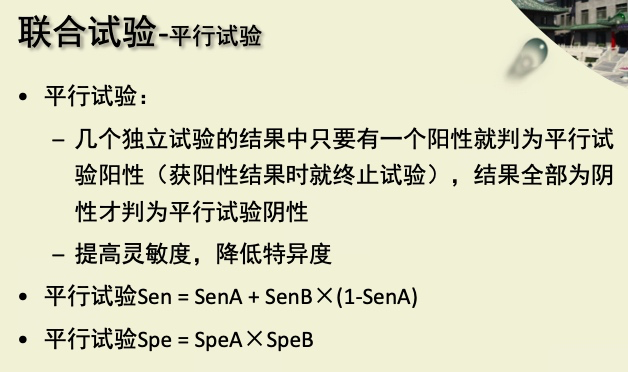 联合试验-平行试验
• 平行试验：
– 几个独立试验的结果中只要有一个阳性就判为平行试
验阳性（获阳性结果时就终止试验），结果全部为阴
性才判为平行试验阴性
– 提高灵敏度，降低特异度
• 平行试验Sen = SenA + SenB×(1-SenA)
• 平行试验Spe = SpeA×SpeB